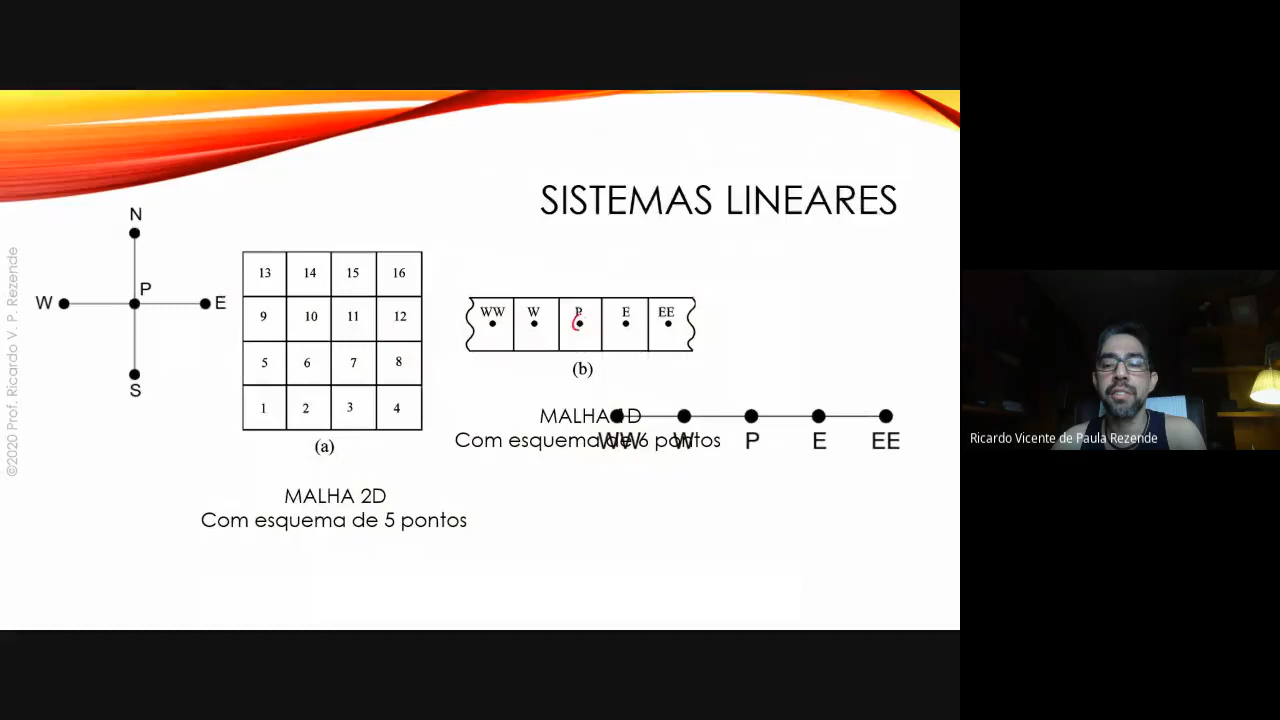 SISTEMAS LINEARES
N
W P E
S
13 14 15 16
9 10 11 12
5 6 7 8
1 2 3 4
(a)
MALHA 2D
Com esquema de 5 pontos
WW W P E EE
(b)
MALHA 1D
Com esquema de 6 pontos
WW W P E EE
©2020 Prof. Ricardo V. P. Rezende
Ricardo Vicente de Paula Rezende